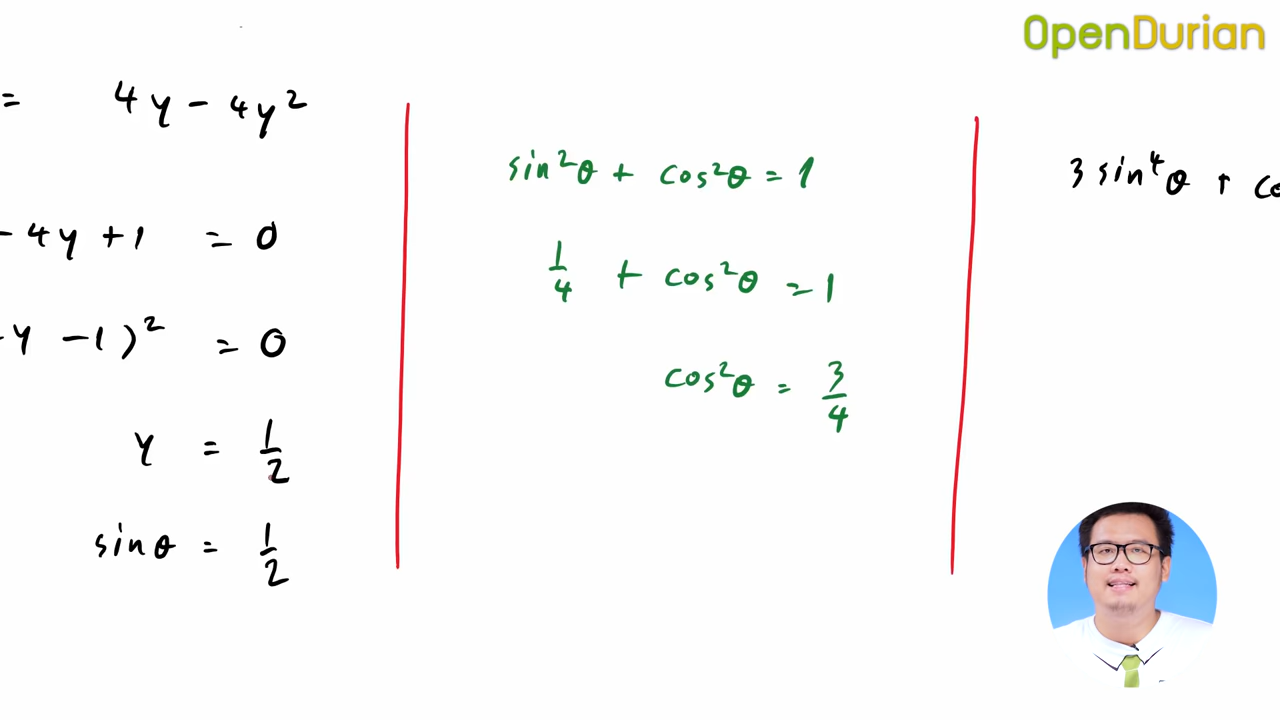 OpenDurian
= 4y - 4y²
- 4y + 1 = 0
y - 1)² = 0
y = 1/2
sinθ = 1/2
sin²θ + cos²θ = 1
1/4 + cos²θ = 1
cos²θ = 3/4
3 sin⁴θ + co